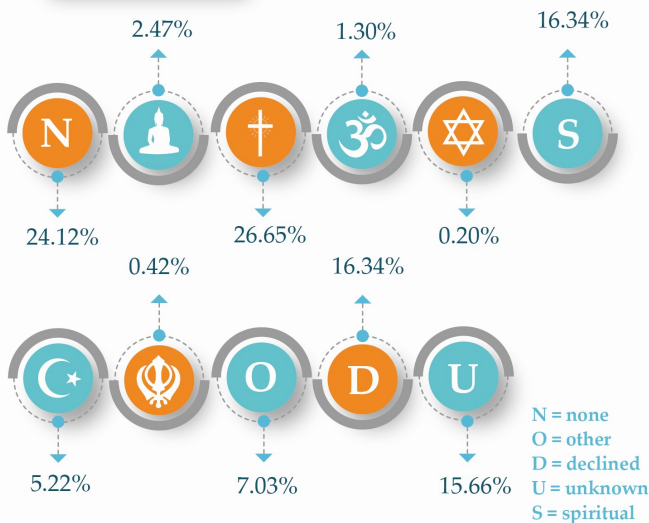 2.47% 1.30% 16.34%
N S
24.12% 26.65% 0.20%
0.42% 16.34%
O D U
5.22% 7.03% 15.66%
N = none
O = other
D = declined
U = unknown
S = spiritual